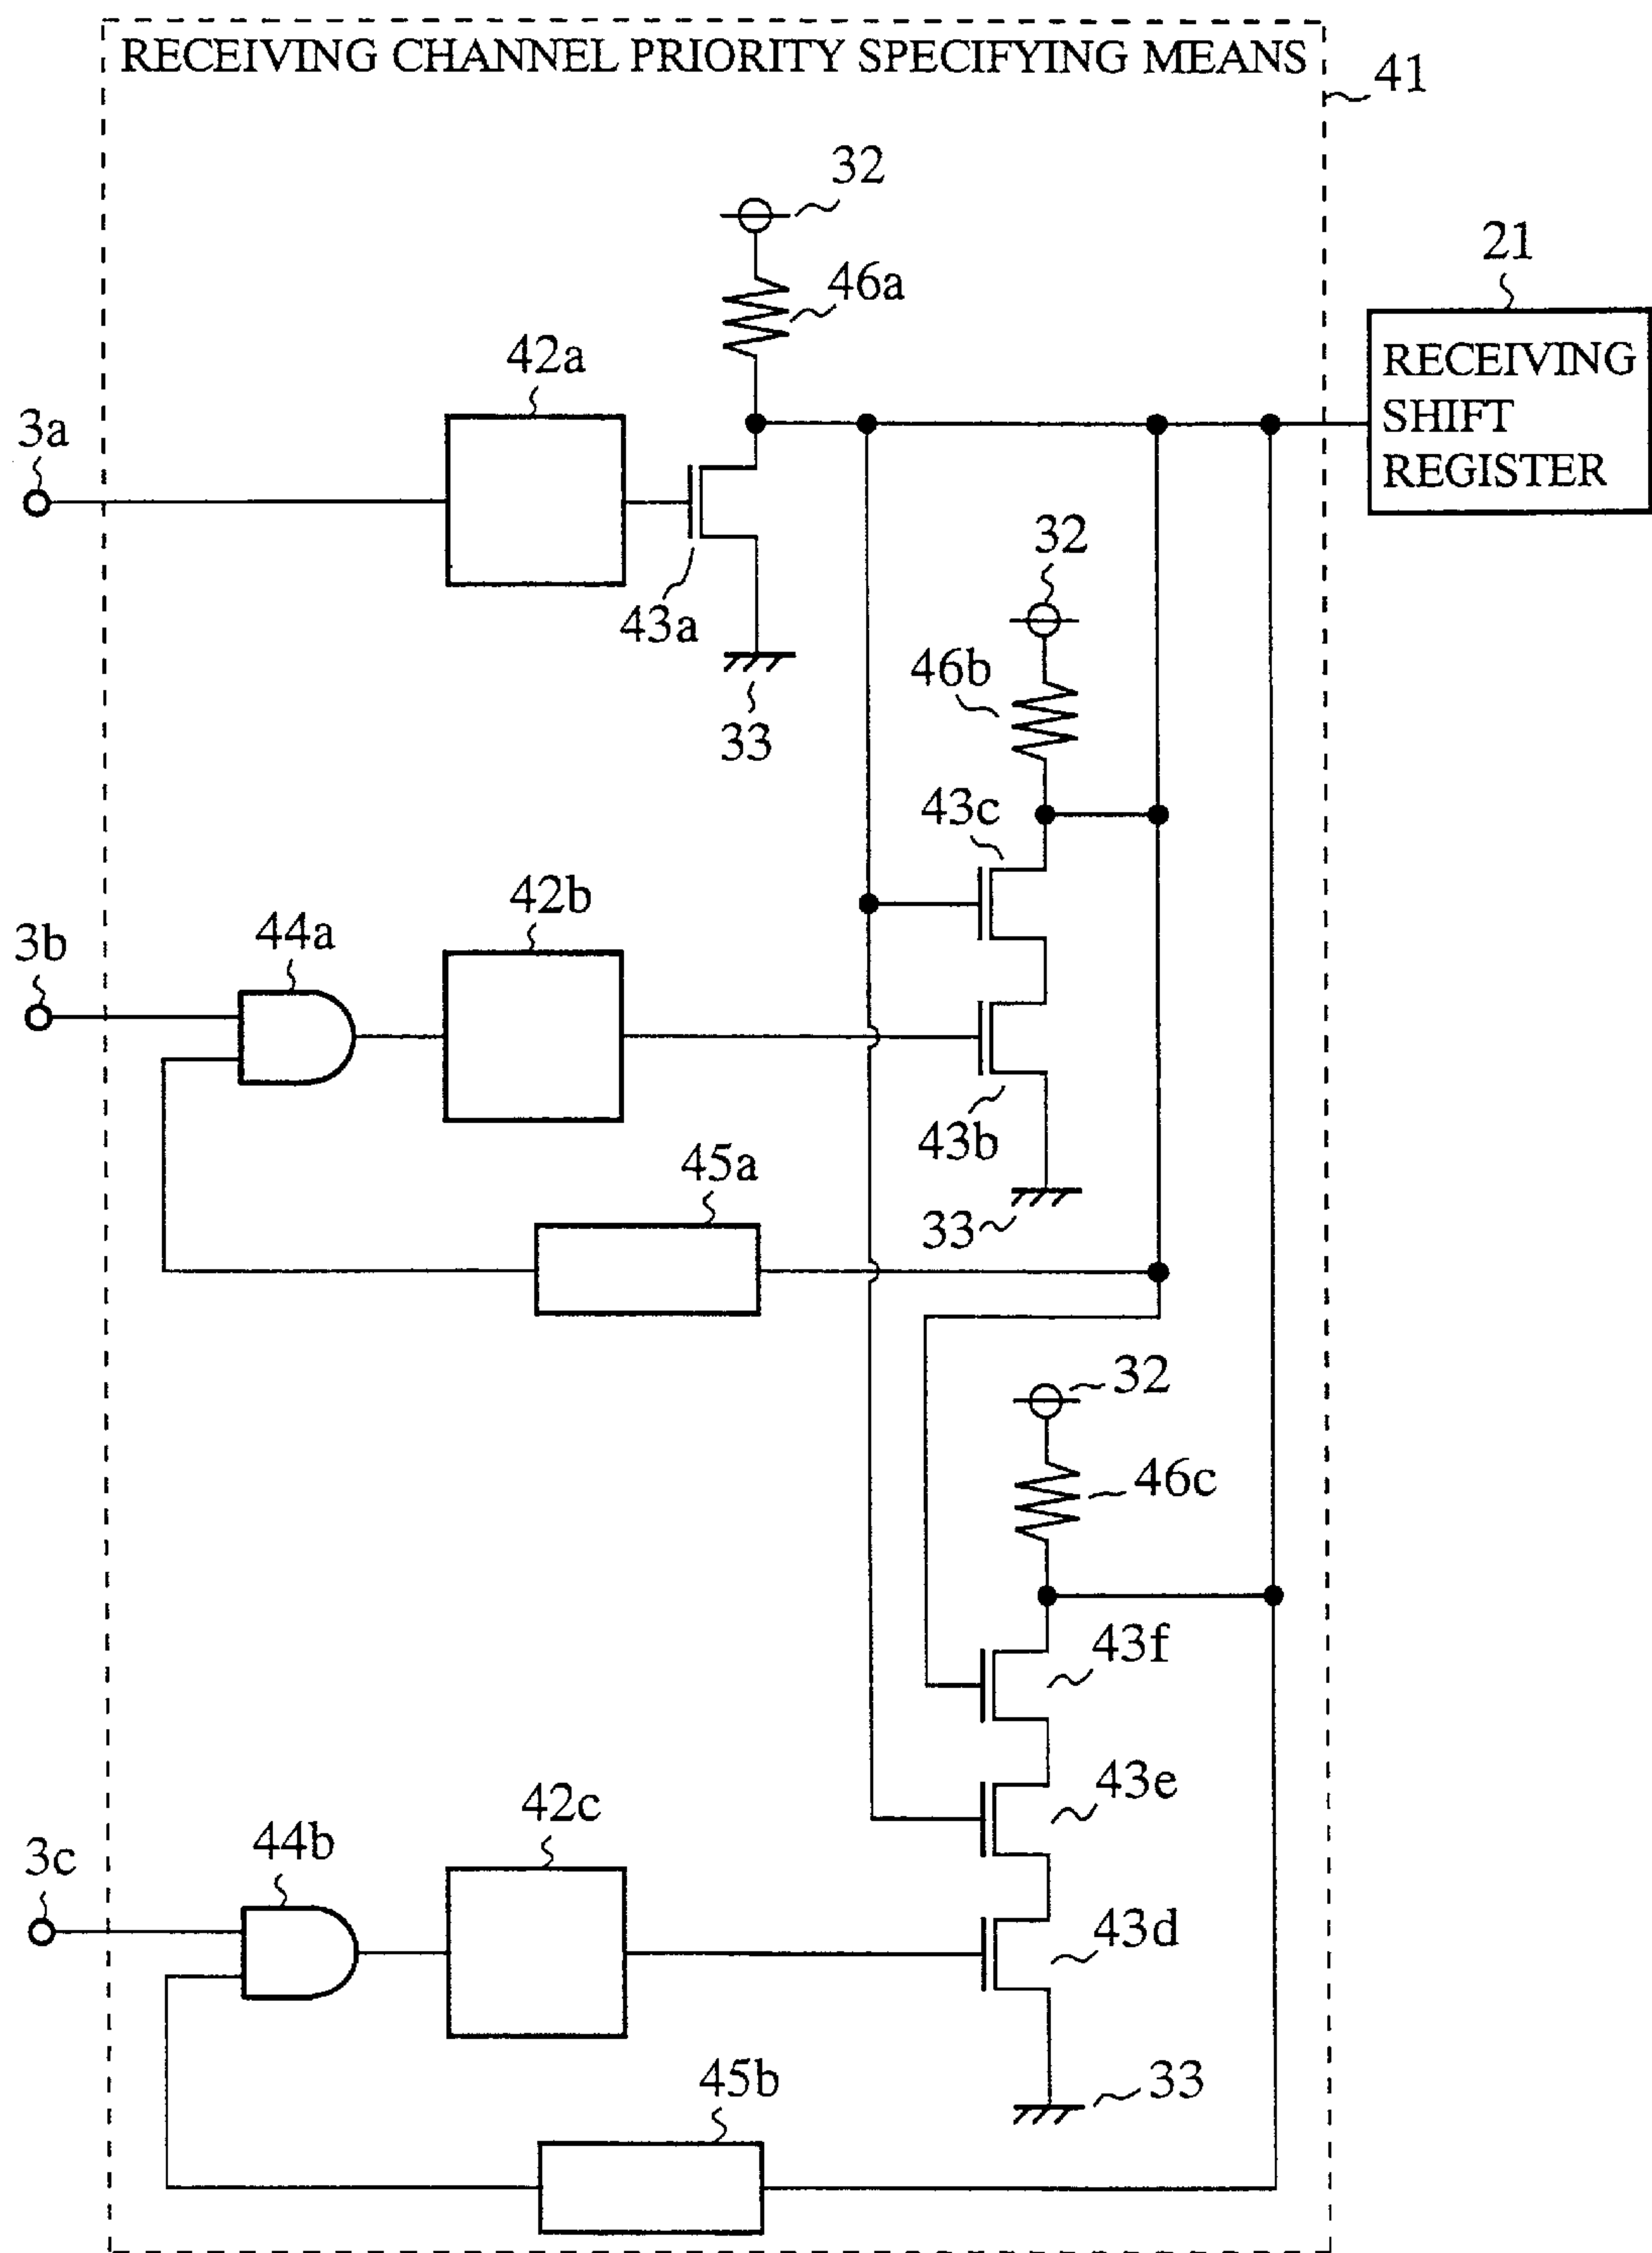 RECEIVING CHANNEL PRIORITY SPECIFYING MEANS
41
32
21
46a
42a
RECEIVING
SHIFT
REGISTER
3a
32
43a
46b
33
43c
42b
44a
3b
43b
45a
33
32
46c
43f
43e
42c
44b
3c
43d
45b
33